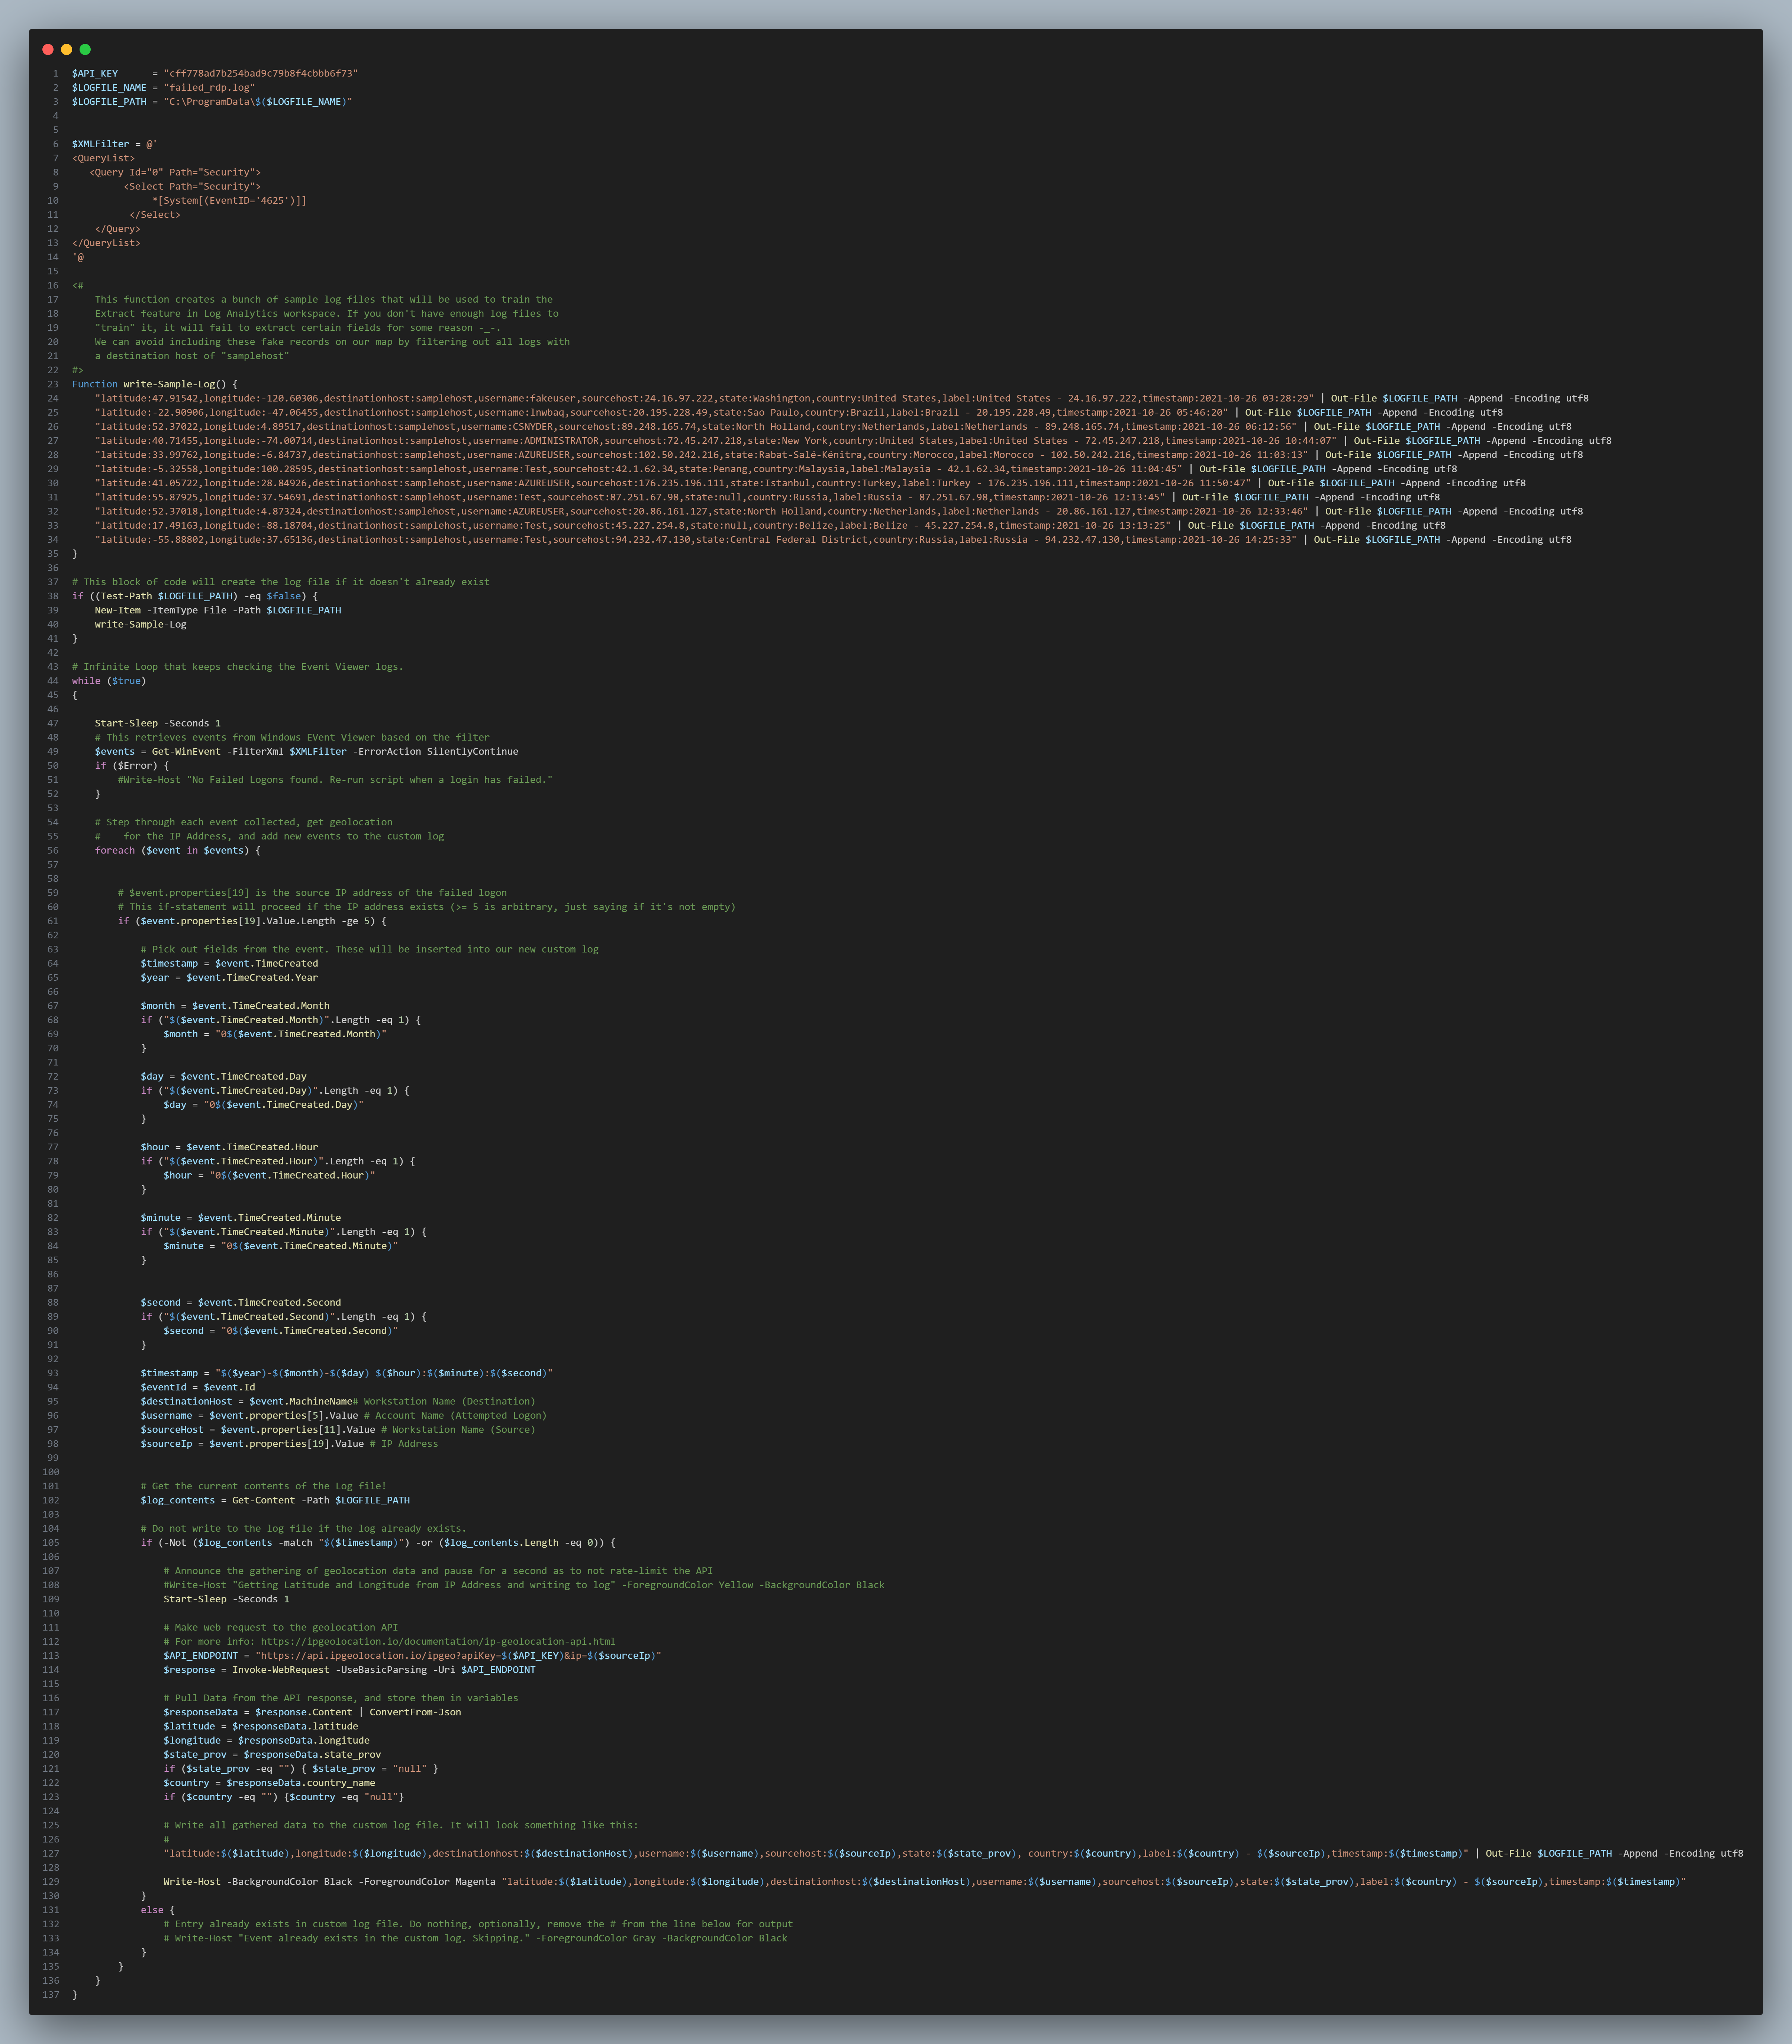 1 $API_KEY      = "cff778ad7b254bad9c79b8f4cbbb6f73"
2 $LOGFILE_NAME = "failed_rdp.log"
3 $LOGFILE_PATH = "C:\ProgramData\$($LOGFILE_NAME)"
4
5
6 $XMLFilter = @'
7 <QueryList>
8    <Query Id="0" Path="Security">
9          <Select Path="Security">
10               *[System[(EventID='4625')]]
11           </Select>
12     </Query>
13 </QueryList>
14 '@
15
16 <#
17     This function creates a bunch of sample log files that will be used to train the
18     Extract feature in Log Analytics workspace. If you don't have enough log files to
19     "train" it, it will fail to extract certain fields for some reason -_-.
20     We can avoid including these fake records on our map by filtering out all logs with
21     a destination host of "samplehost"
22 #>
23 Function write-Sample-Log() {
24     "latitude:47.91542,longitude:-120.60306,destinationhost:samplehost,username:fakeuser,sourcehost:24.16.97.222,state:Washington,country:United States,label:United States - 24.16.97.222,timestamp:2021-10-26 03:28:29" | Out-File $LOGFILE_PATH -Append -Encoding utf8
25     "latitude:-22.90906,longitude:-47.06455,destinationhost:samplehost,username:lnwbaq,sourcehost:20.195.228.49,state:Sao Paulo,country:Brazil,label:Brazil - 20.195.228.49,timestamp:2021-10-26 05:46:20" | Out-File $LOGFILE_PATH -Append -Encoding utf8
26     "latitude:52.37022,longitude:4.89517,destinationhost:samplehost,username:CSNYDER,sourcehost:89.248.165.74,state:North Holland,country:Netherlands,label:Netherlands - 89.248.165.74,timestamp:2021-10-26 06:12:56" | Out-File $LOGFILE_PATH -Append -Encoding utf8
27     "latitude:40.71455,longitude:-74.00714,destinationhost:samplehost,username:ADMINISTRATOR,sourcehost:72.45.247.218,state:New York,country:United States,label:United States - 72.45.247.218,timestamp:2021-10-26 10:44:07" | Out-File $LOGFILE_PATH -Append -Encoding utf8
28     "latitude:33.99762,longitude:-6.84737,destinationhost:samplehost,username:AZUREUSER,sourcehost:102.50.242.216,state:Rabat-Salé-Kénitra,country:Morocco,label:Morocco - 102.50.242.216,timestamp:2021-10-26 11:03:13" | Out-File $LOGFILE_PATH -Append -Encoding utf8
29     "latitude:-5.32558,longitude:100.28595,destinationhost:samplehost,username:Test,sourcehost:42.1.62.34,state:Penang,country:Malaysia,label:Malaysia - 42.1.62.34,timestamp:2021-10-26 11:04:45" | Out-File $LOGFILE_PATH -Append -Encoding utf8
30     "latitude:41.05722,longitude:28.84926,destinationhost:samplehost,username:AZUREUSER,sourcehost:176.235.196.111,state:Istanbul,country:Turkey,label:Turkey - 176.235.196.111,timestamp:2021-10-26 11:50:47" | Out-File $LOGFILE_PATH -Append -Encoding utf8
31     "latitude:55.87925,longitude:37.54691,destinationhost:samplehost,username:Test,sourcehost:87.251.67.98,state:null,country:Russia,label:Russia - 87.251.67.98,timestamp:2021-10-26 12:13:45" | Out-File $LOGFILE_PATH -Append -Encoding utf8
32     "latitude:52.37018,longitude:4.87324,destinationhost:samplehost,username:AZUREUSER,sourcehost:20.86.161.127,state:North Holland,country:Netherlands,label:Netherlands - 20.86.161.127,timestamp:2021-10-26 12:33:46" | Out-File $LOGFILE_PATH -Append -Encoding utf8
33     "latitude:17.49163,longitude:-88.18704,destinationhost:samplehost,username:Test,sourcehost:45.227.254.8,state:null,country:Belize,label:Belize - 45.227.254.8,timestamp:2021-10-26 13:13:25" | Out-File $LOGFILE_PATH -Append -Encoding utf8
34     "latitude:-55.88802,longitude:37.65136,destinationhost:samplehost,username:Test,sourcehost:94.232.47.130,state:Central Federal District,country:Russia,label:Russia - 94.232.47.130,timestamp:2021-10-26 14:25:33" | Out-File $LOGFILE_PATH -Append -Encoding utf8
35 }
36
37 # This block of code will create the log file if it doesn't already exist
38 if ((Test-Path $LOGFILE_PATH) -eq $false) {
39     New-Item -ItemType File -Path $LOGFILE_PATH
40     write-Sample-Log
41 }
42
43 # Infinite Loop that keeps checking the Event Viewer logs.
44 while ($true)
45 {
46
47     Start-Sleep -Seconds 1
48     # This retrieves events from Windows EVent Viewer based on the filter
49     $events = Get-WinEvent -FilterXml $XMLFilter -ErrorAction SilentlyContinue
50     if ($Error) {
51         #Write-Host "No Failed Logons found. Re-run script when a login has failed."
52     }
53
54     # Step through each event collected, get geolocation
55     #    for the IP Address, and add new events to the custom log
56     foreach ($event in $events) {
57
58
59         # $event.properties[19] is the source IP address of the failed logon
60         # This if-statement will proceed if the IP address exists (>= 5 is arbitrary, just saying if it's not empty)
61         if ($event.properties[19].Value.Length -ge 5) {
62
63             # Pick out fields from the event. These will be inserted into our new custom log
64             $timestamp = $event.TimeCreated
65             $year = $event.TimeCreated.Year
66
67             $month = $event.TimeCreated.Month
68             if ("$($event.TimeCreated.Month)".Length -eq 1) {
69                 $month = "0$($event.TimeCreated.Month)"
70             }
71
72             $day = $event.TimeCreated.Day
73             if ("$($event.TimeCreated.Day)".Length -eq 1) {
74                 $day = "0$($event.TimeCreated.Day)"
75             }
76
77             $hour = $event.TimeCreated.Hour
78             if ("$($event.TimeCreated.Hour)".Length -eq 1) {
79                 $hour = "0$($event.TimeCreated.Hour)"
80             }
81
82             $minute = $event.TimeCreated.Minute
83             if ("$($event.TimeCreated.Minute)".Length -eq 1) {
84                 $minute = "0$($event.TimeCreated.Minute)"
85             }
86
87
88             $second = $event.TimeCreated.Second
89             if ("$($event.TimeCreated.Second)".Length -eq 1) {
90                 $second = "0$($event.TimeCreated.Second)"
91             }
92
93             $timestamp = "$($year)-$($month)-$($day) $($hour):$($minute):$($second)"
94             $eventId = $event.Id
95             $destinationHost = $event.MachineName# Workstation Name (Destination)
96             $username = $event.properties[5].Value # Account Name (Attempted Logon)
97             $sourceHost = $event.properties[11].Value # Workstation Name (Source)
98             $sourceIp = $event.properties[19].Value # IP Address
99
100
101             # Get the current contents of the Log file!
102             $log_contents = Get-Content -Path $LOGFILE_PATH
103
104             # Do not write to the log file if the log already exists.
105             if (-Not ($log_contents -match "$($timestamp)") -or ($log_contents.Length -eq 0)) {
106
107                 # Announce the gathering of geolocation data and pause for a second as to not rate-limit the API
108                 #Write-Host "Getting Latitude and Longitude from IP Address and writing to log" -ForegroundColor Yellow -BackgroundColor Black
109                 Start-Sleep -Seconds 1
110
111                 # Make web request to the geolocation API
112                 # For more info: https://ipgeolocation.io/documentation/ip-geolocation-api.html
113                 $API_ENDPOINT = "https://api.ipgeolocation.io/ipgeo?apiKey=$($API_KEY)&ip=$($sourceIp)"
114                 $response = Invoke-WebRequest -UseBasicParsing -Uri $API_ENDPOINT
115
116                 # Pull Data from the API response, and store them in variables
117                 $responseData = $response.Content | ConvertFrom-Json
118                 $latitude = $responseData.latitude
119                 $longitude = $responseData.longitude
120                 $state_prov = $responseData.state_prov
121                 if ($state_prov -eq "") { $state_prov = "null" }
122                 $country = $responseData.country_name
123                 if ($country -eq "") {$country -eq "null"}
124
125                 # Write all gathered data to the custom log file. It will look something like this:
126                 #
127                 "latitude:$($latitude),longitude:$($longitude),destinationhost:$($destinationHost),username:$($username),sourcehost:$($sourceIp),state:$($state_prov), country:$($country),label:$($country) - $($sourceIp),timestamp:$($timestamp)" | Out-File $LOGFILE_PATH -Append -Encoding utf8
128
129                 Write-Host -BackgroundColor Black -ForegroundColor Magenta "latitude:$($latitude),longitude:$($longitude),destinationhost:$($destinationHost),username:$($username),sourcehost:$($sourceIp),state:$($state_prov),label:$($country) - $($sourceIp),timestamp:$($timestamp)"
130             }
131             else {
132                 # Entry already exists in custom log file. Do nothing, optionally, remove the # from the line below for output
133                 # Write-Host "Event already exists in the custom log. Skipping." -ForegroundColor Gray -BackgroundColor Black
134             }
135         }
136     }
137 }